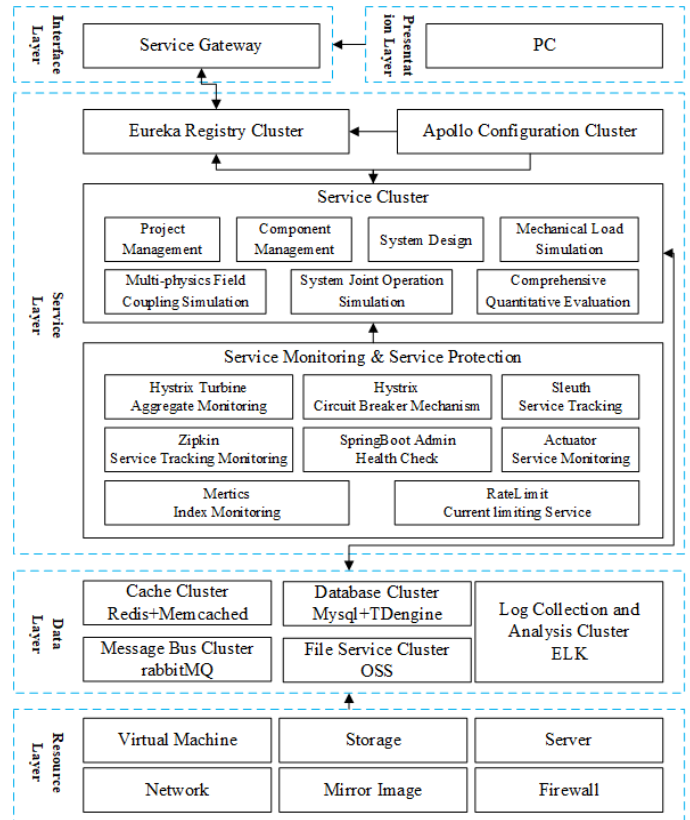 Interface
Layer
Service Gateway
Presentat
ion Layer
PC
Service
Layer
Eureka Registry Cluster
Apollo Configuration Cluster
Service Cluster
Project
Management
Component
Management
System Design
Mechanical Load
Simulation
Multi-physics Field
Coupling Simulation
System Joint Operation
Simulation
Comprehensive
Quantitative Evaluation
Service Monitoring & Service Protection
Hystrix Turbine
Aggregate Monitoring
Hystrix
Circuit Breaker Mechanism
Sleuth
Service Tracking
Zipkin
Service Tracking Monitoring
SpringBoot Admin
Health Check
Actuator
Service Monitoring
Mertics
Index Monitoring
RateLimit
Current limiting Service
Data
Layer
Cache Cluster
Redis+Memcached
Database Cluster
Mysql+TDengine
Log Collection and
Analysis Cluster
ELK
Message Bus Cluster
rabbitMQ
File Service Cluster
OSS
Resource
Layer
Virtual Machine
Storage
Server
Network
Mirror Image
Firewall